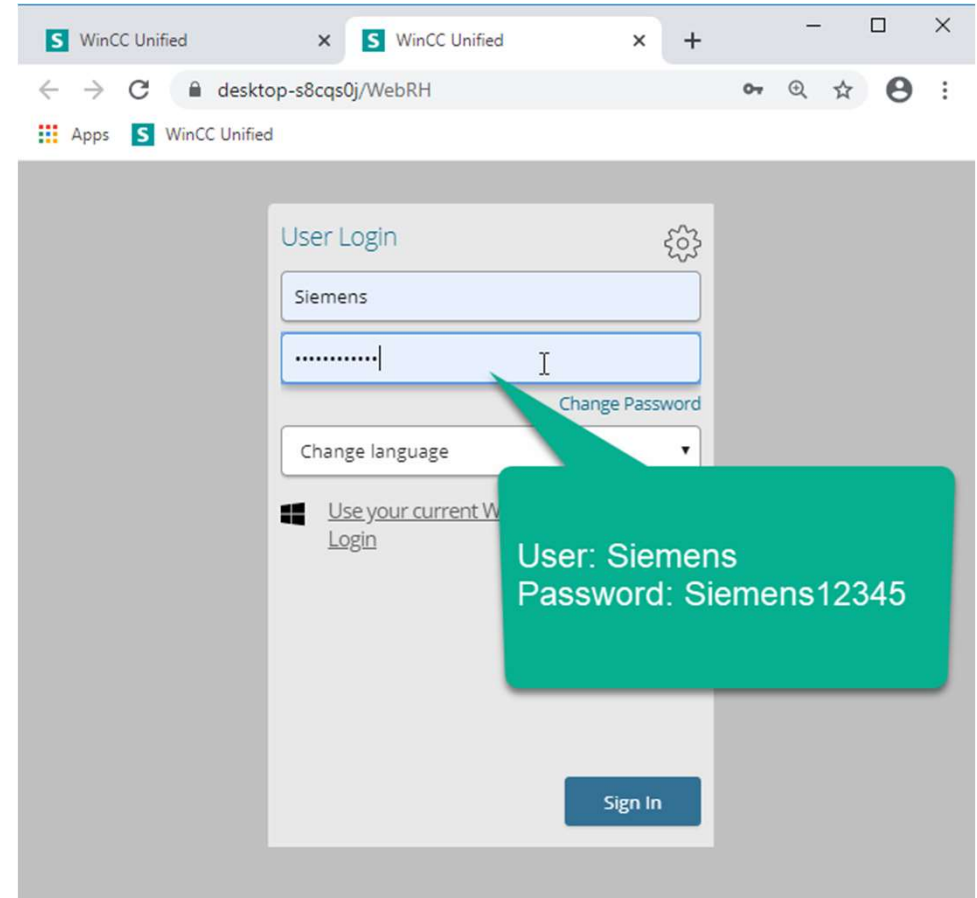 S WinCC Unified
S WinCC Unified
desktop-s8cqs0j/WebRH
Apps
S WinCC Unified
User Login
Siemens
••••••••••••
Change Password
Change language
Use your current W
Login
User: Siemens
Password: Siemens12345
Sign In